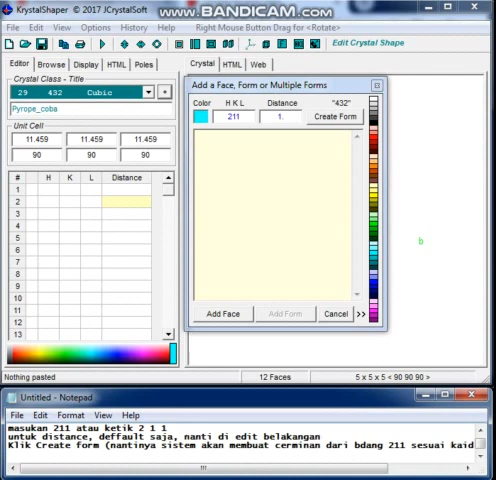 KrystalShaper © 2017 JCrystalSoft
www.BANDICAM.com
File Edit View Options History Help Right Mouse Button Drag for <Rotate>
Edit Crystal Shape
Editor Browse Display HTML Poles
Crystal HTML Web
Crystal Class - Title
29 432 Cubic
Pyrope_coba
Unit Cell
11.459 11.459 11.459
90 90 90
# H K L Distance
1
2
3
4
5
6
7
8
9
10
11
12
13
Add a Face, Form or Multiple Forms
Color H K L Distance "432"
211 1. Create Form
Add Face Add Form Cancel >>
b
Nothing pasted 12 Faces 5 x 5 x 5 < 90 90 90 >
Untitled - Notepad
File Edit Format View Help
masukan 211 atau ketik 2 1 1
untuk distance, deffault saja, nanti di edit belakangan
Klik Create form (nantinya sistem akan membuat cerminan dari bdang 211 sesuai kaid